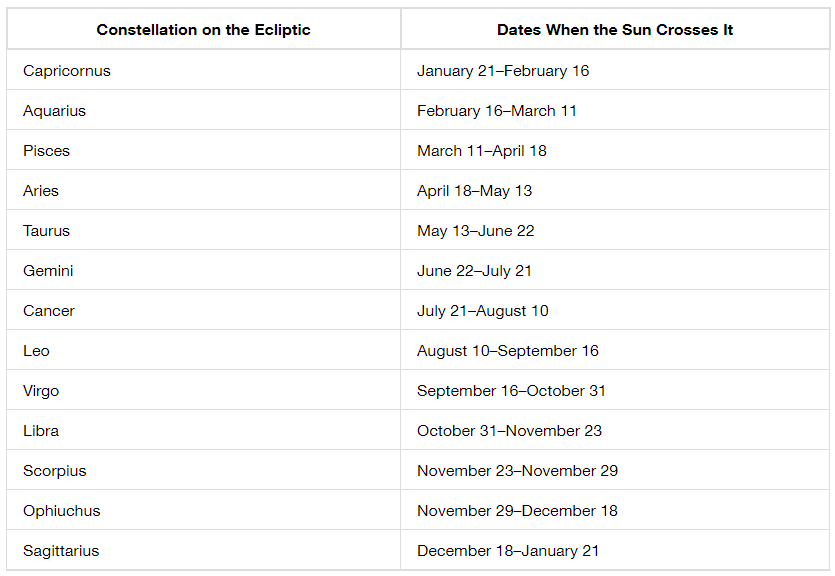 Constellation on the Ecliptic Dates When the Sun Crosses It
Capricornus January 21–February 16
Aquarius February 16–March 11
Pisces March 11–April 18
Aries April 18–May 13
Taurus May 13–June 22
Gemini June 22–July 21
Cancer July 21–August 10
Leo August 10–September 16
Virgo September 16–October 31
Libra October 31–November 23
Scorpius November 23–November 29
Ophiuchus November 29–December 18
Sagittarius December 18–January 21